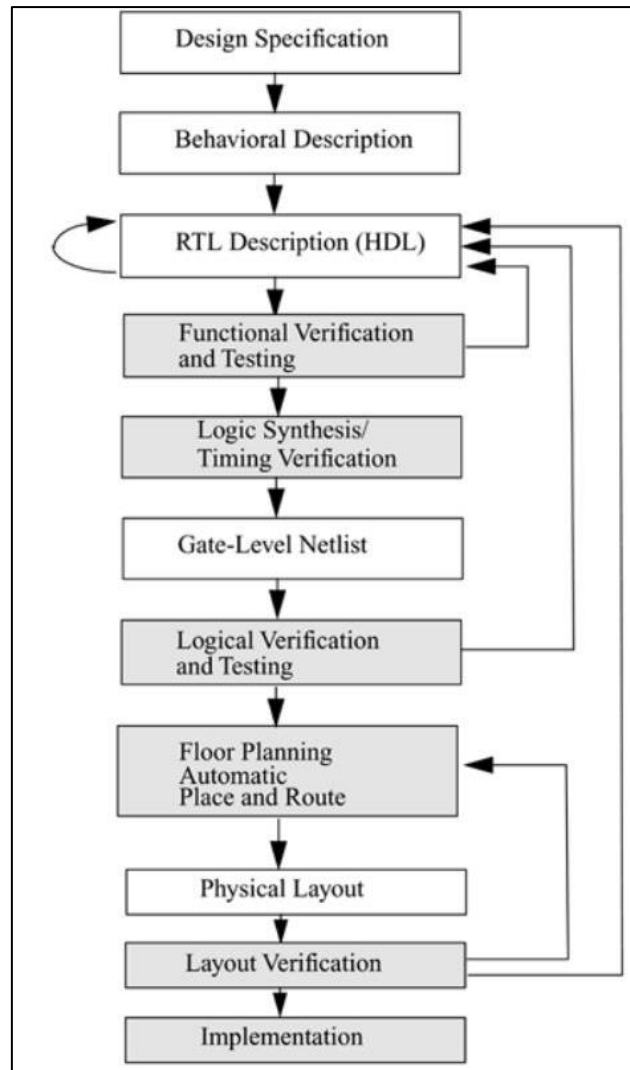 Design Specification
Behavioral Description
RTL Description (HDL)
Functional Verification
and Testing
Logic Synthesis/
Timing Verification
Gate-Level Netlist
Logical Verification
and Testing
Floor Planning
Automatic
Place and Route
Physical Layout
Layout Verification
Implementation